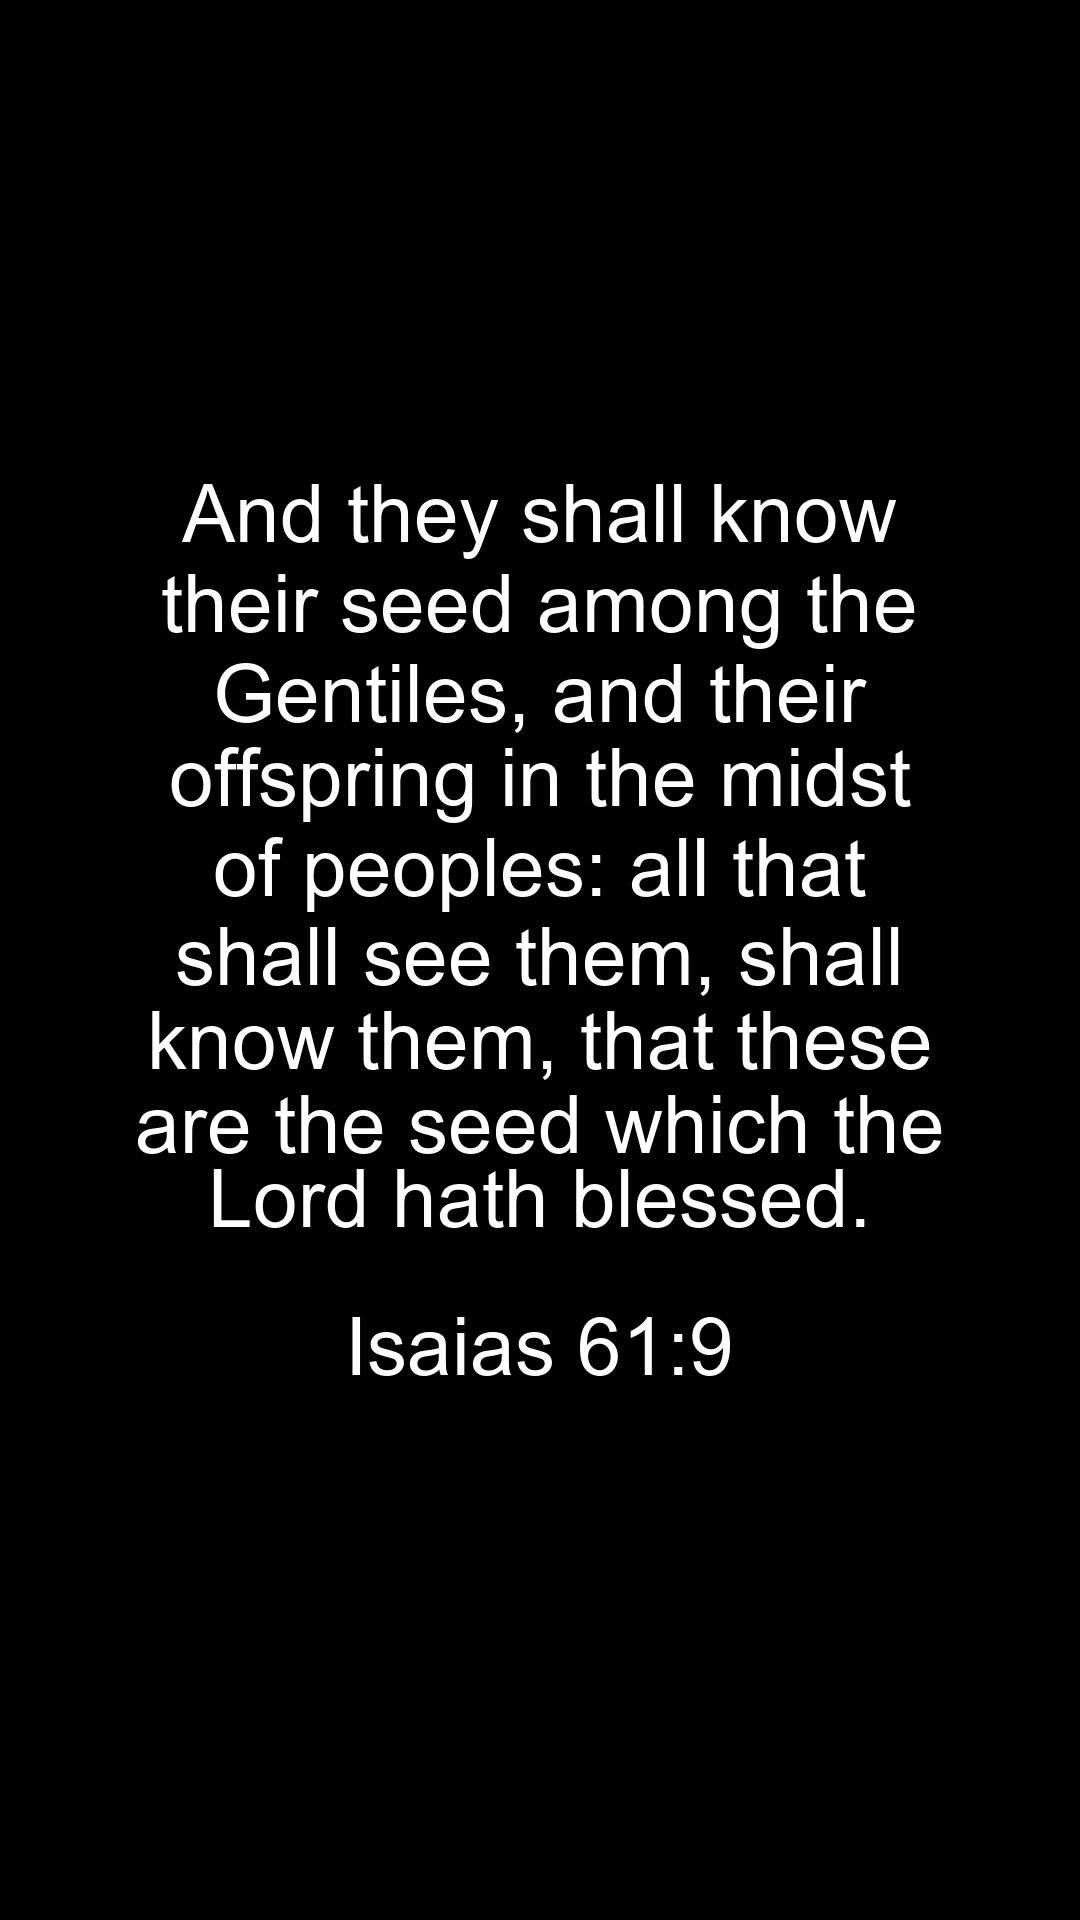 And they shall know
their seed among the
Gentiles, and their
offspring in the midst
of peoples: all that
shall see them, shall
know them, that these
are the seed which the
Lord hath blessed.
Isaias 61:9